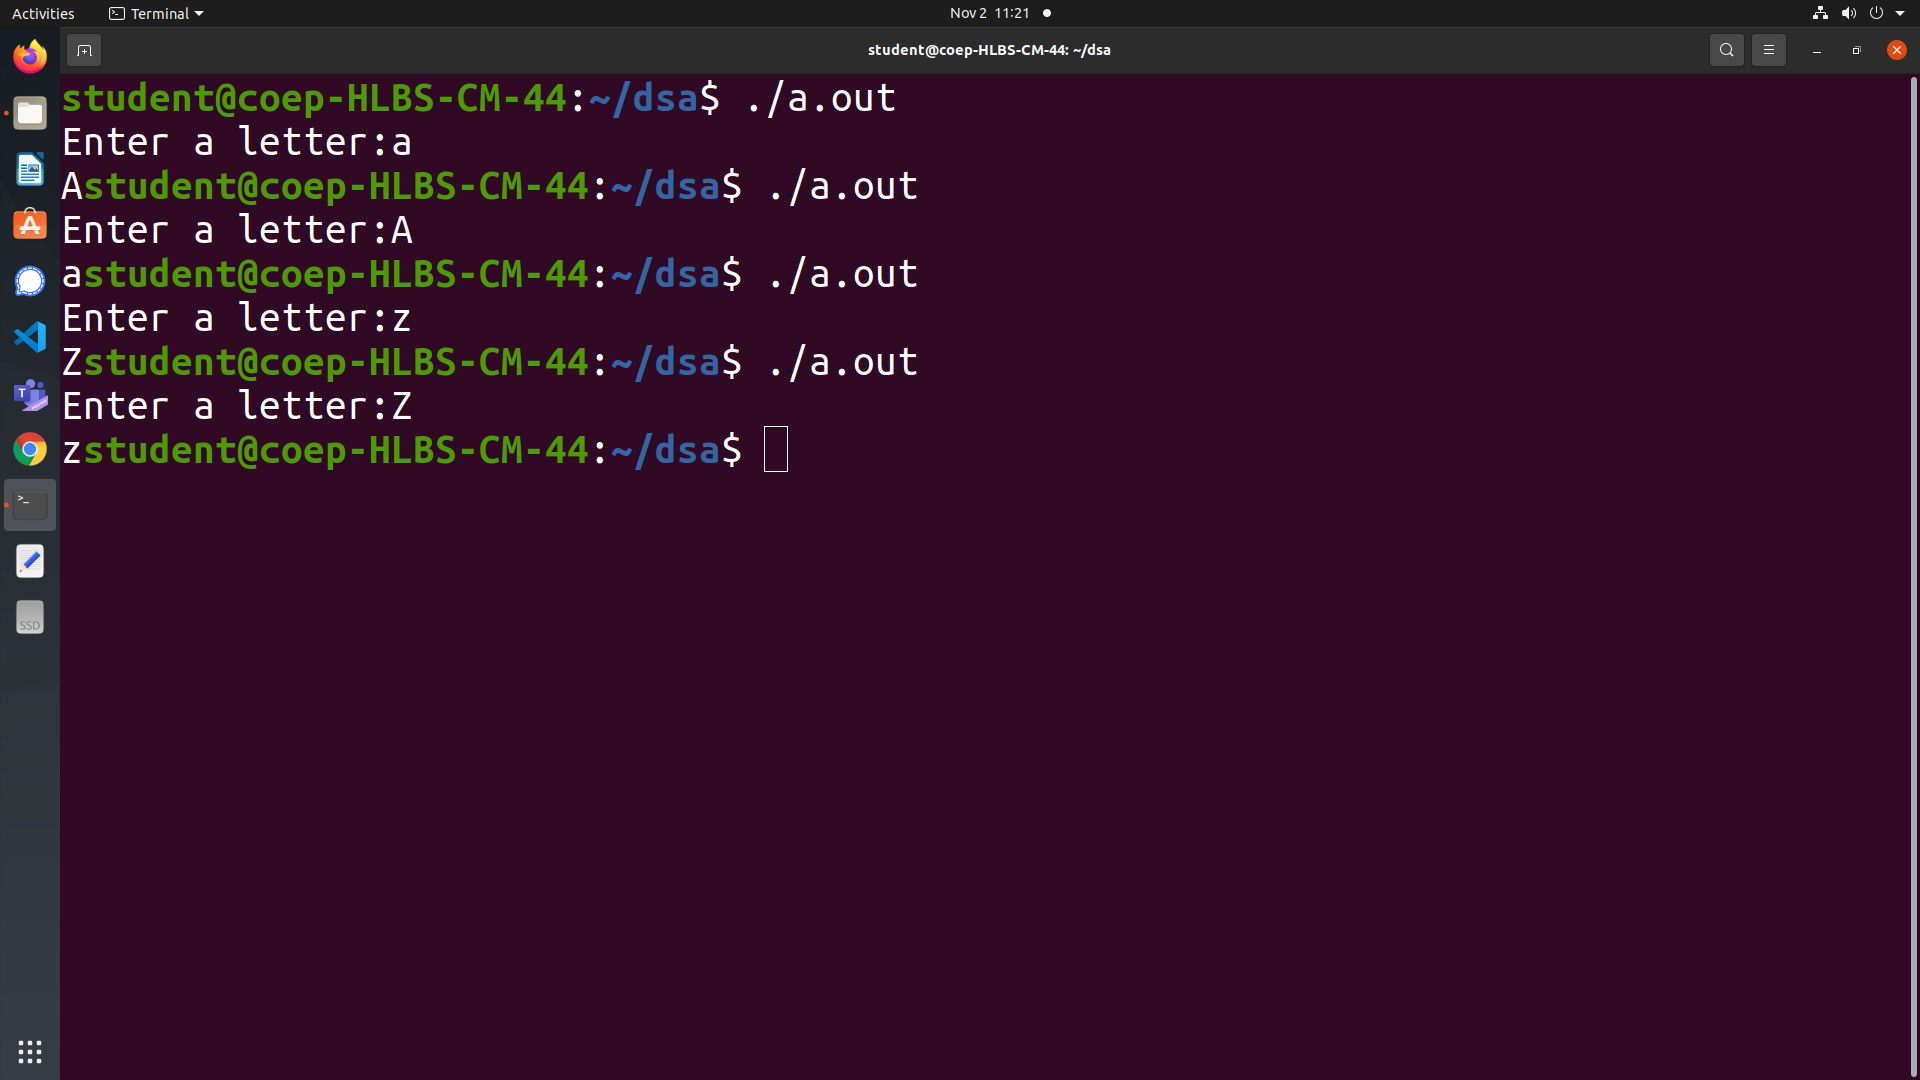 Activities
Terminal
Nov 2 11:21
student@coep-HLBS-CM-44: ~/dsa
student@coep-HLBS-CM-44:~/dsa$ ./a.out
Enter a letter:a
Astudent@coep-HLBS-CM-44:~/dsa$ ./a.out
Enter a letter:A
astudent@coep-HLBS-CM-44:~/dsa$ ./a.out
Enter a letter:z
Zstudent@coep-HLBS-CM-44:~/dsa$ ./a.out
Enter a letter:Z
zstudent@coep-HLBS-CM-44:~/dsa$
T
>_
SSD